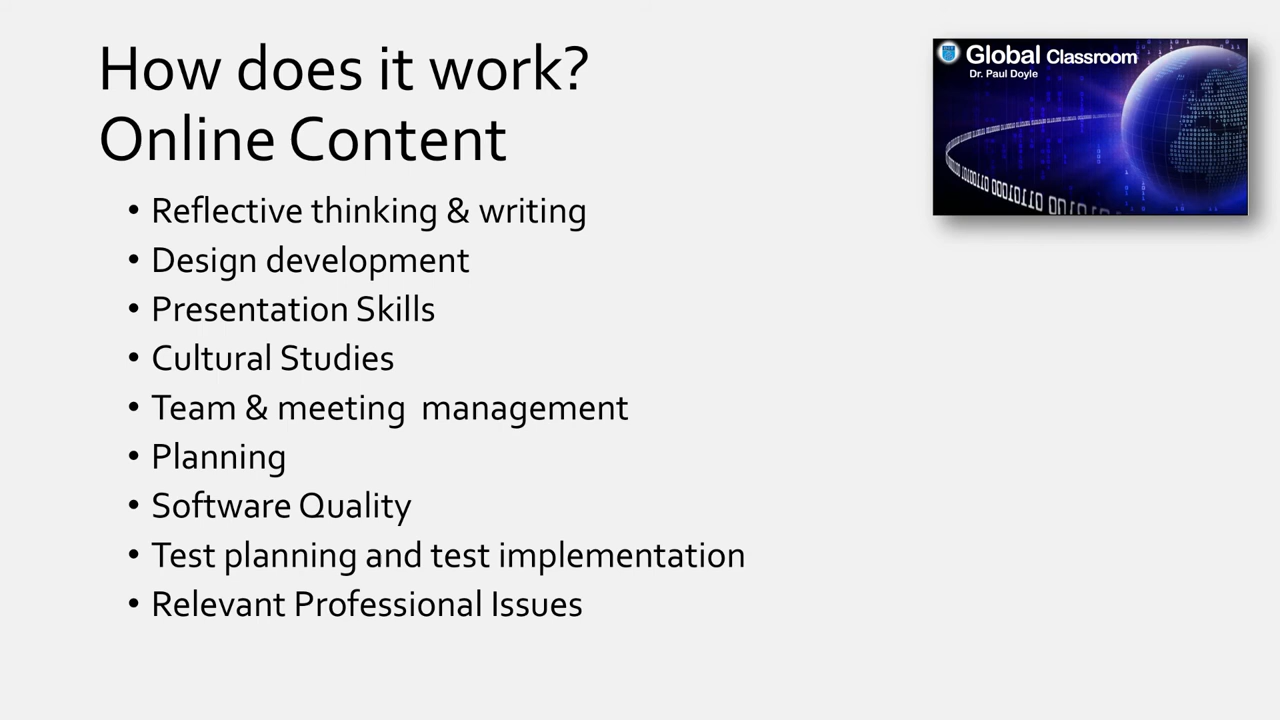 How does it work?
Online Content
• Reflective thinking & writing
• Design development
• Presentation Skills
• Cultural Studies
• Team & meeting  management
• Planning
• Software Quality
• Test planning and test implementation
• Relevant Professional Issues
Global Classroom
Dr. Paul Doyle